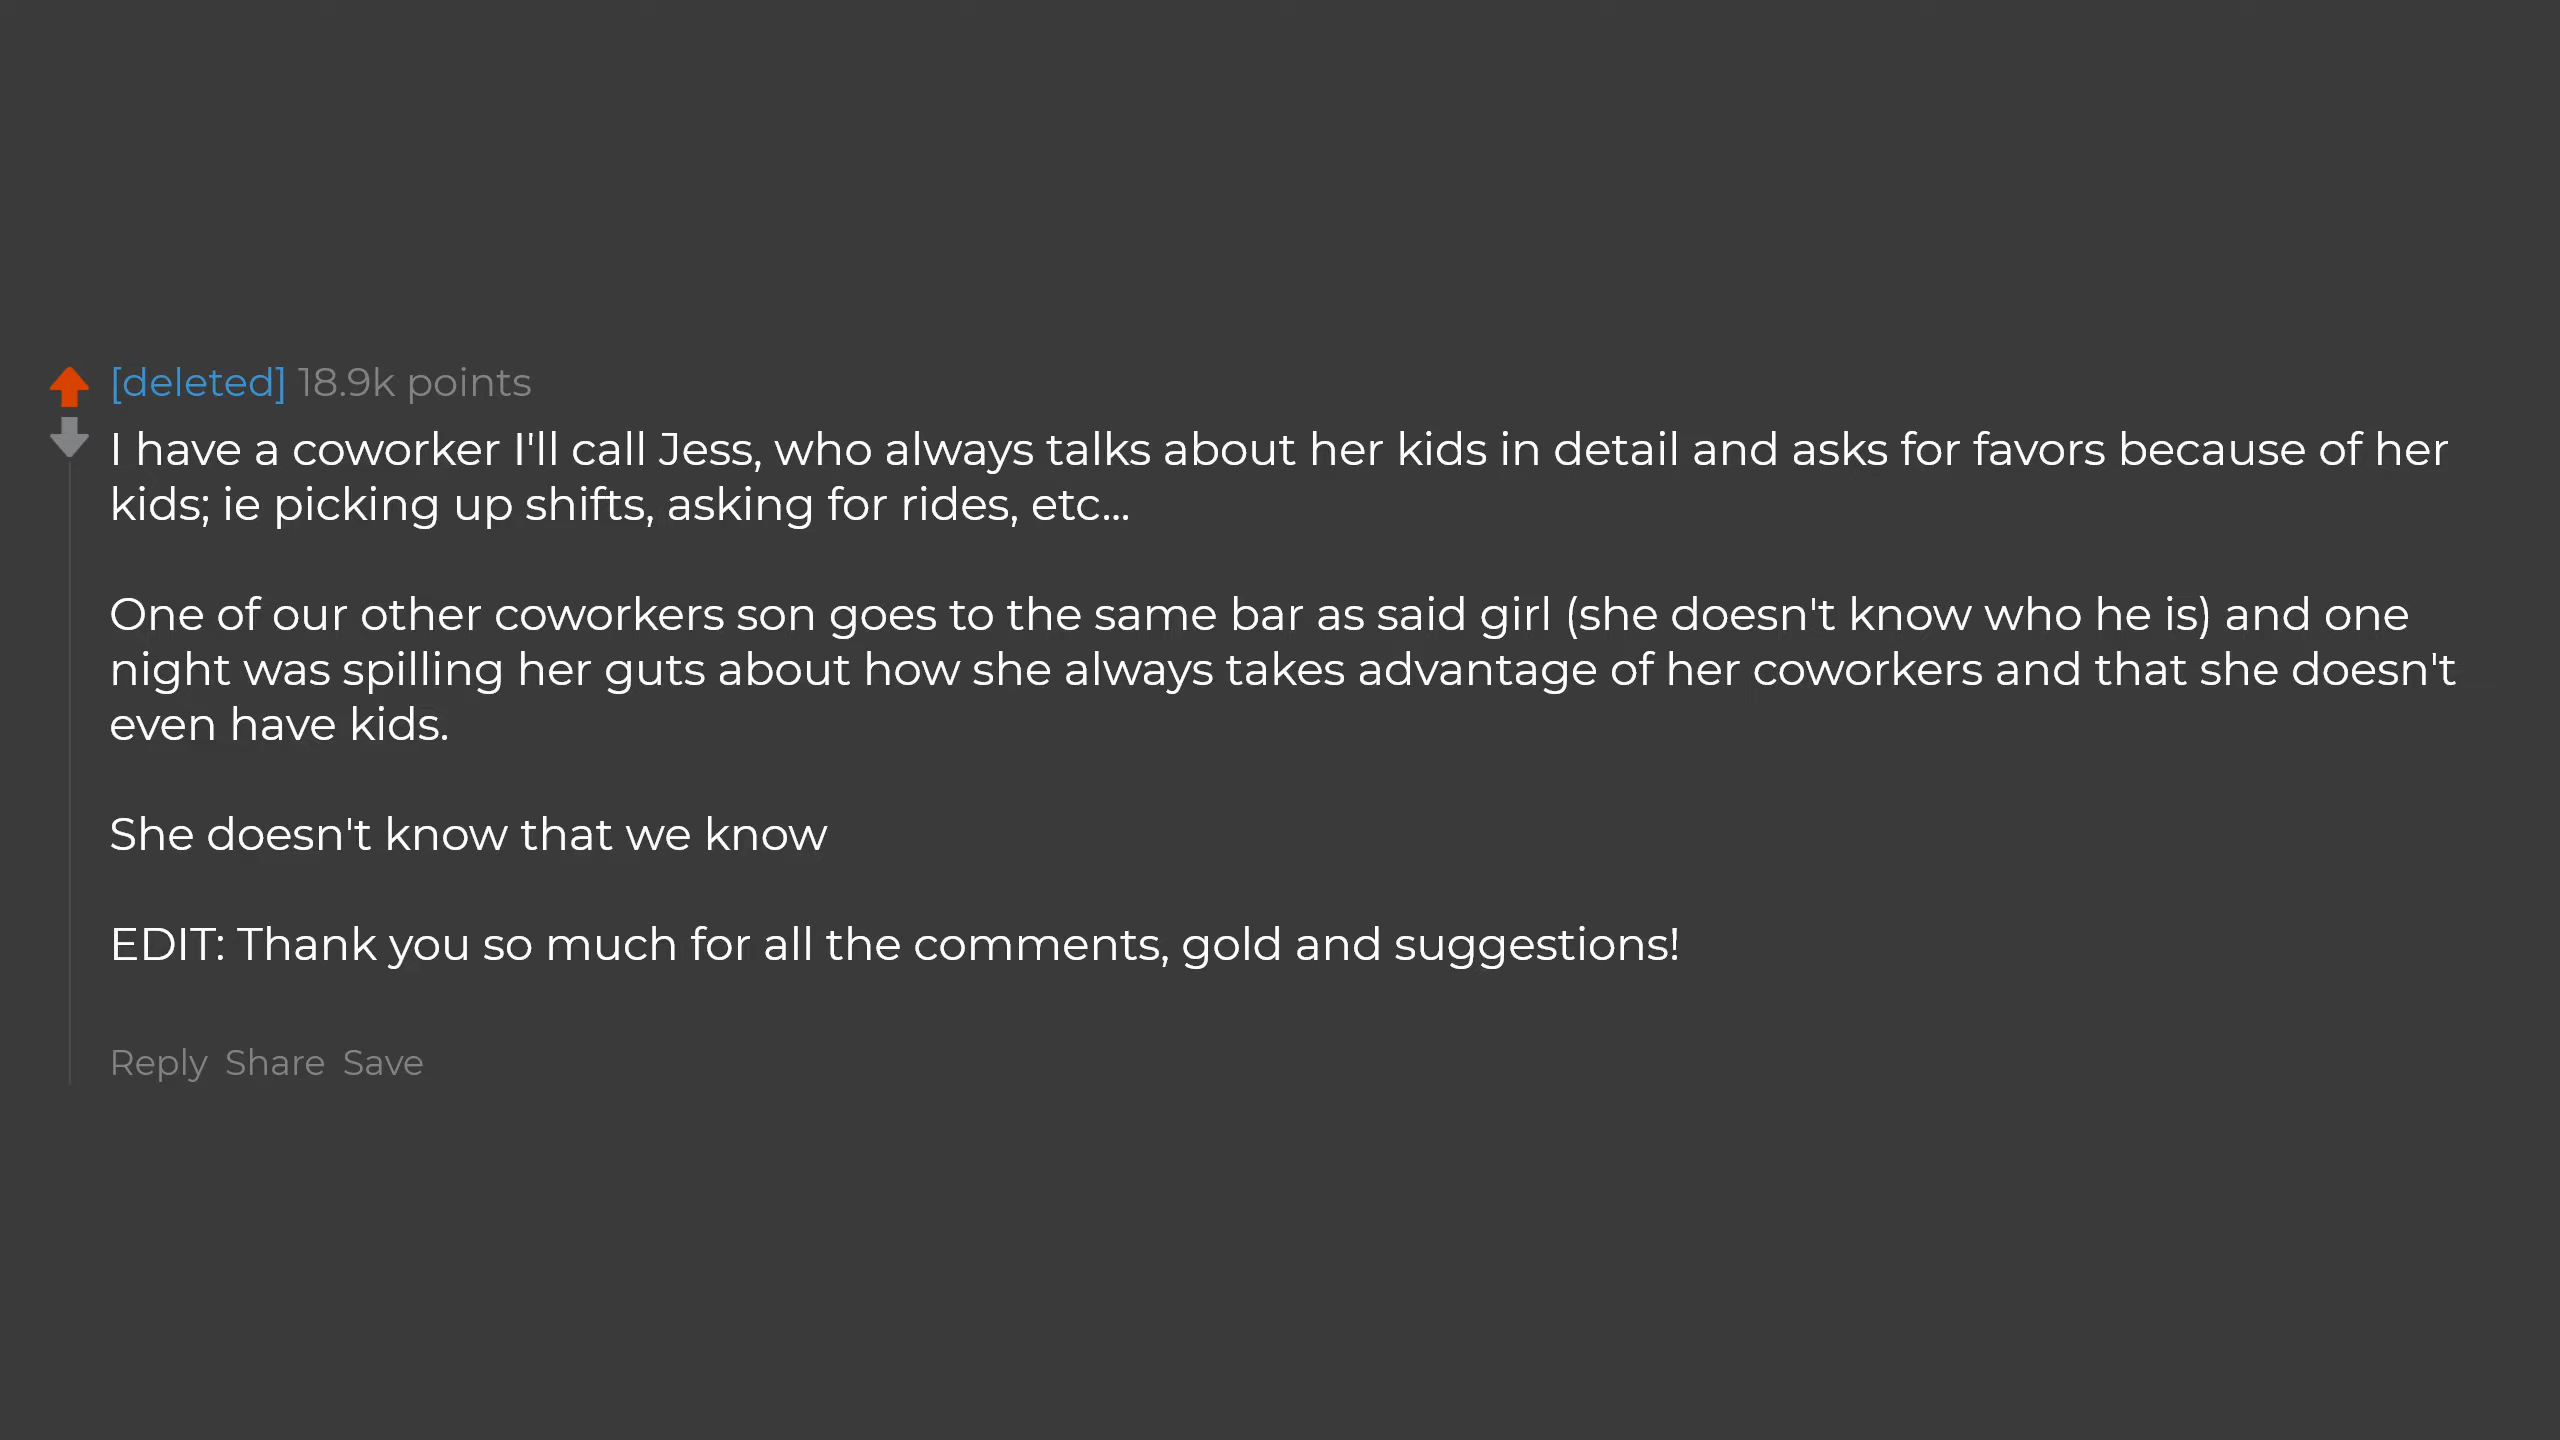 [deleted] 18.9k points
I have a coworker I'll call Jess, who always talks about her kids in detail and asks for favors because of her
kids; ie picking up shifts, asking for rides, etc...
One of our other coworkers son goes to the same bar as said girl (she doesn't know who he is) and one
night was spilling her guts about how she always takes advantage of her coworkers and that she doesn't
even have kids.
She doesn't know that we know
EDIT: Thank you so much for all the comments, gold and suggestions!
Reply Share Save